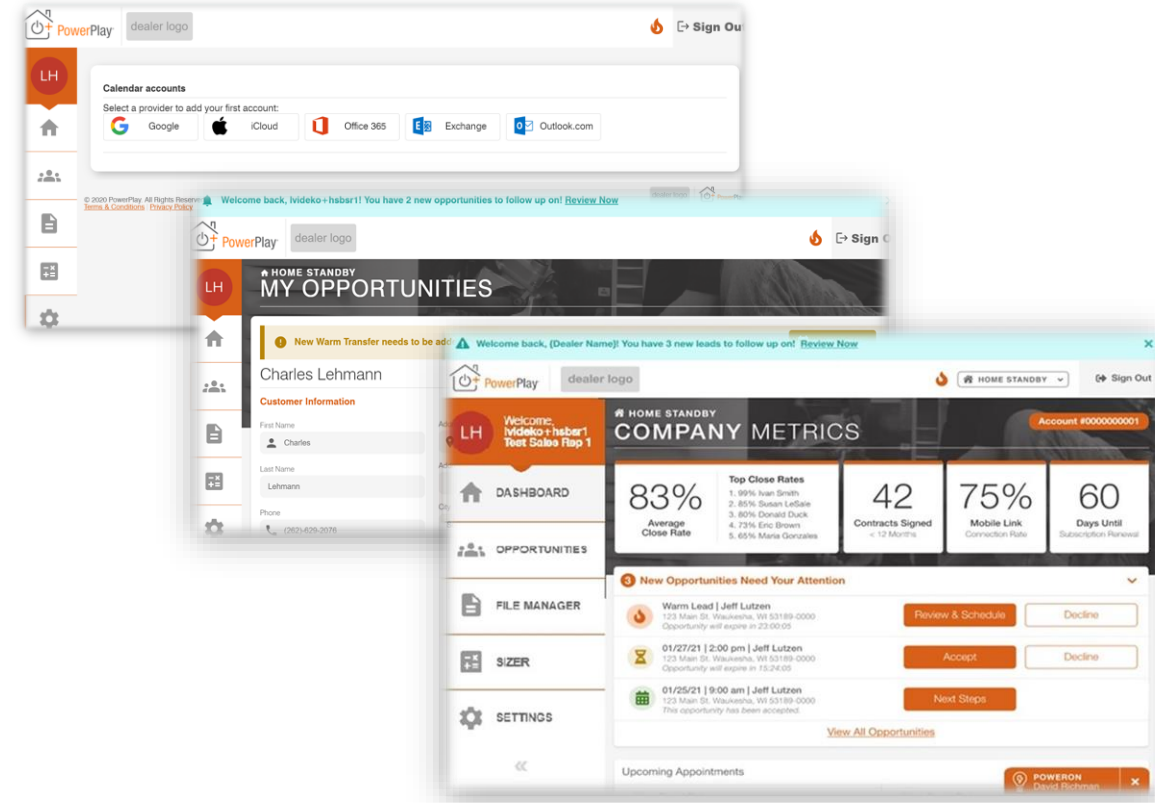 PowerPlay
dealer logo
Sign Ou
LH
Calendar accounts
Select a provider to add your first account:
Google
iCloud
Office 365
Exchange
Outlook.com
© 2020 PowerPlay. All Rights Reserve
Terms & Conditions . Privacy Policy
dealer logo
Welcome back, lvideko+hsbsr1! You have 2 new opportunities to follow up on! Review Now
PowerPlay
dealer logo
Sign
LH
HOME STANDBY
MY OPPORTUNITIES
New Warm Transfer needs to be add
Charles Lehmann
Customer Information
First Name
Charles
Last Name
Lehmann
Phone
(262)-629-2076
Welcome back, {Dealer Name}! You have 3 new leads to follow up on! Review Now
PowerPlay
dealer logo
HOME STANDBY
Sign Out
LH
Welcome,
lvideko+hsbsr1
Test Sales Rep 1
DASHBOARD
OPPORTUNITIES
FILE MANAGER
SIZER
SETTINGS
HOME STANDBY
COMPANY METRICS
Account #0000000001
83%
Average
Close Rate
Top Close Rates
1. 99% Ivan Smith
2. 85% Susan LeSale
3. 80% Donald Duck
4. 73% Eric Brown
5. 65% Maria Gonzales
42
Contracts Signed
< 12 Months
75%
Mobile Link
Connection Rate
60
Days Until
Subscription Renewal
3 New Opportunities Need Your Attention
Warm Lead | Jeff Lutzen
123 Main St. Waukesha, WI 53189-0000
Opportunity will expire in 23:00:05
Review & Schedule
Decline
01/27/21 | 2:00 pm | Jeff Lutzen
123 Main St. Waukesha, WI 53189-0000
Opportunity will expire in 15:24:05
Accept
Decline
01/25/21 | 9:00 am | Jeff Lutzen
123 Main St. Waukesha, WI 53189-0000
This opportunity has been accepted.
Next Steps
View All Opportunities
Upcoming Appointments
POWERON
David Richman